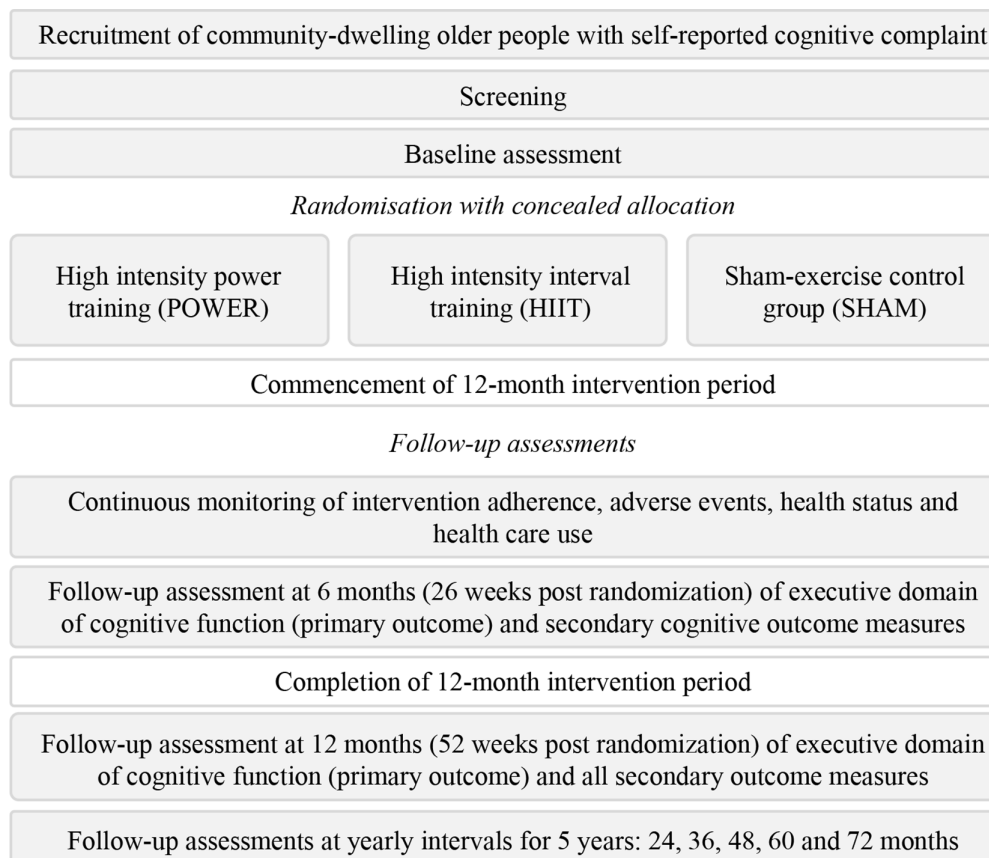 Recruitment of community-dwelling older people with self-reported cognitive complaint
Screening
Baseline assessment
Randomisation with concealed allocation
High intensity power
training (POWER)
High intensity interval
training (HIIT)
Sham-exercise control
group (SHAM)
Commencement of 12-month intervention period
Follow-up assessments
Continuous monitoring of intervention adherence, adverse events, health status and
health care use
Follow-up assessment at 6 months (26 weeks post randomization) of executive domain
of cognitive function (primary outcome) and secondary cognitive outcome measures
Completion of 12-month intervention period
Follow-up assessment at 12 months (52 weeks post randomization) of executive domain
of cognitive function (primary outcome) and all secondary outcome measures
Follow-up assessments at yearly intervals for 5 years: 24, 36, 48, 60 and 72 months